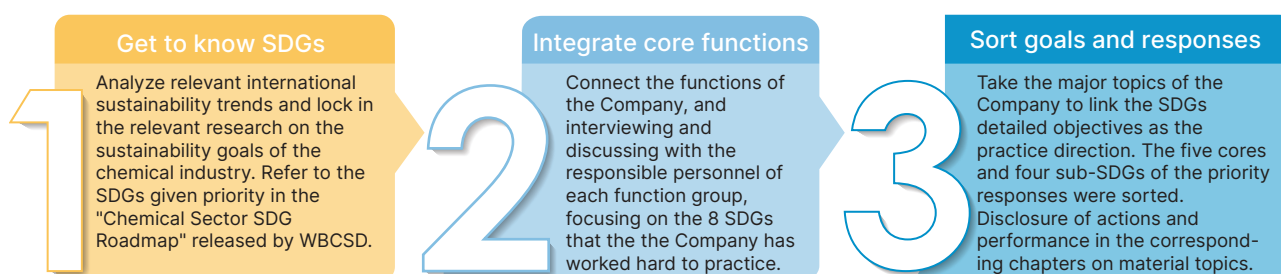 1
Get to know SDGs
Analyze relevant international
sustainability trends and lock in
the relevant research on the
sustainability goals of the
chemical industry. Refer to the
SDGs given priority in the
"Chemical Sector SDG
Roadmap" released by WBCSD.
2
Integrate core functions
Connect the functions of
the Company, and
interviewing and
discussing with the
responsible personnel of
each function group,
focusing on the 8 SDGs
that the the Company has
worked hard to practice.
3
Sort goals and responses
Take the major topics of the
Company to link the SDGs
detailed objectives as the
practice direction. The five cores
and four sub-SDGs of the priority
responses were sorted.
Disclosure of actions and
performance in the correspond-
ing chapters on material topics.